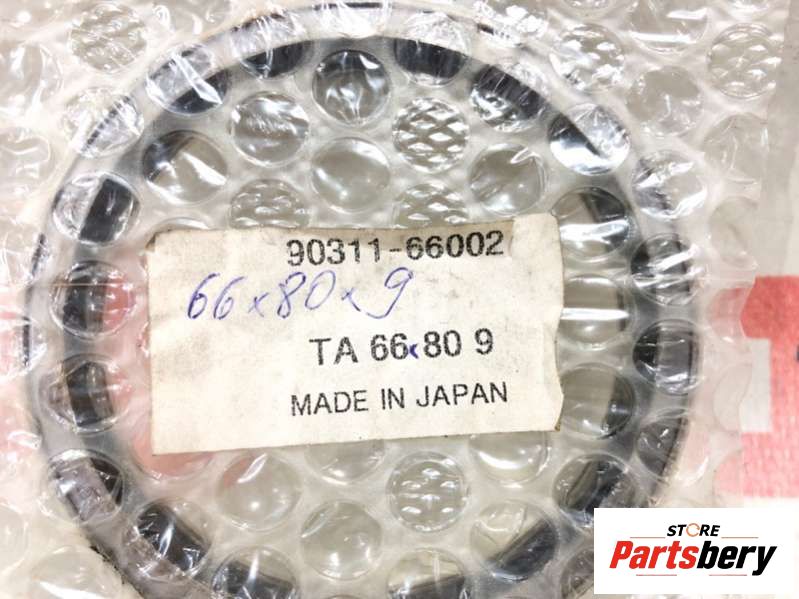 90311-66002
66x80x9
TA 66x80 9
MADE IN JAPAN
STORE
Partsbery